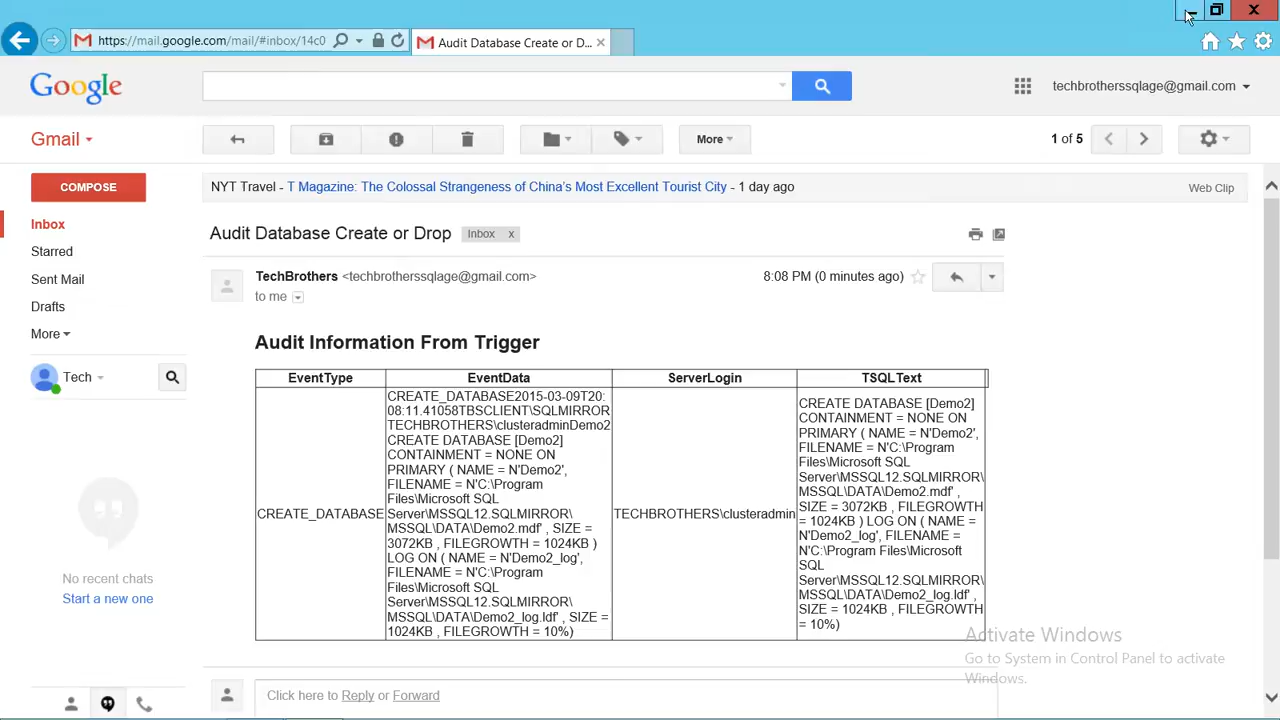 https://mail.google.com/mail/#inbox/14c0
Audit Database Create or D...
Google
techbrotherssqlage@gmail.com
Gmail
More
1 of 5
COMPOSE
NYT Travel - T Magazine: The Colossal Strangeness of China's Most Excellent Tourist City - 1 day ago
Web Clip
Inbox
Starred
Sent Mail
Drafts
More
Tech
No recent chats
Start a new one
Audit Database Create or Drop
Inbox x
TechBrothers <techbrotherssqlage@gmail.com>
8:08 PM (0 minutes ago)
to me
Audit Information From Trigger
EventType
EventData
ServerLogin
TSQLText
CREATE_DATABASE
CREATE_DATABASE2015-03-09T20:
08:11.41058TBSCLIENT\SQLMIRROR
TECHBROTHERS\clusteradminDemo2
CREATE DATABASE [Demo2]
CONTAINMENT = NONE ON
PRIMARY ( NAME = N'Demo2',
FILENAME = N'C:\Program
Files\Microsoft SQL
Server\MSSQL12.SQLMIRROR\
MSSQL\DATA\Demo2.mdf' , SIZE =
3072KB , FILEGROWTH = 1024KB )
LOG ON ( NAME = N'Demo2_log',
FILENAME = N'C:\Program
Files\Microsoft SQL
Server\MSSQL12.SQLMIRROR\
MSSQL\DATA\Demo2_log.ldf' , SIZE =
1024KB , FILEGROWTH = 10%)
TECHBROTHERS\clusteradmin
CREATE DATABASE [Demo2]
CONTAINMENT = NONE ON
PRIMARY ( NAME = N'Demo2',
FILENAME = N'C:\Program
Files\Microsoft SQL
Server\MSSQL12.SQLMIRROR\
MSSQL\DATA\Demo2.mdf' ,
SIZE = 3072KB , FILEGROWTH
= 1024KB ) LOG ON ( NAME =
N'Demo2_log', FILENAME =
N'C:\Program Files\Microsoft
SQL
Server\MSSQL12.SQLMIRROR\
MSSQL\DATA\Demo2_log.ldf' ,
SIZE = 1024KB , FILEGROWTH
= 10%)
Activate Windows
Go to System in Control Panel to activate
Windows.
Click here to Reply or Forward